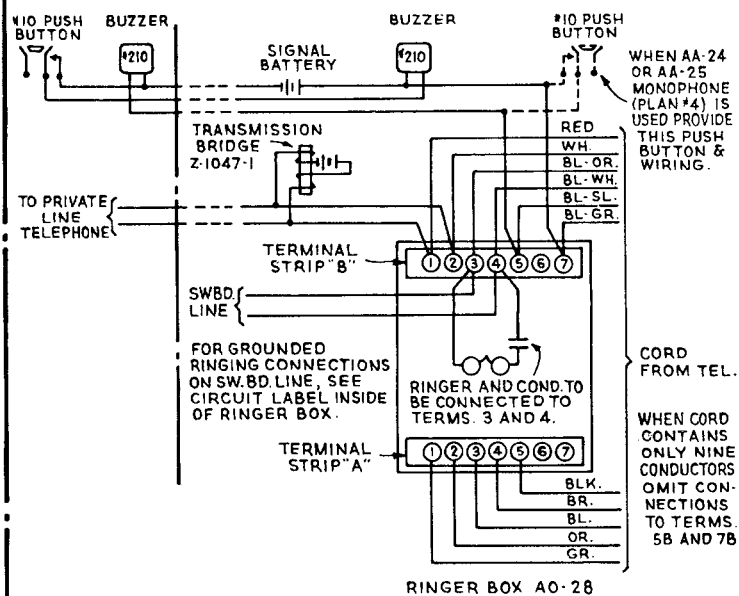 #10 PUSH
BUTTON
BUZZER
#210
SIGNAL
BATTERY
BUZZER
#210
#10 PUSH
BUTTON
WHEN AA-24
OR AA-25
MONOPHONE
(PLAN #4) IS
USED PROVIDE
THIS PUSH
BUTTON &
WIRING.
TRANSMISSION
BRIDGE
Z-1047-1
RED
WH.
BL-OR.
BL-WH.
BL-SL.
BL-GR.
TO PRIVATE
LINE
TELEPHONE
TERMINAL
STRIP "B"
1 2 3 4 5 6 7
SWBD.
LINE
FOR GROUNDED
RINGING CONNECTIONS
ON SW.BD. LINE, SEE
CIRCUIT LABEL INSIDE
OF RINGER BOX.
RINGER AND COND. TO
BE CONNECTED TO
TERMS. 3 AND 4.
CORD
FROM TEL.
TERMINAL
STRIP "A"
1 2 3 4 5 6 7
WHEN CORD
CONTAINS
ONLY NINE
CONDUCTORS
OMIT CON-
NECTIONS
TO TERMS.
5B AND 7B
BLK.
BR.
BL.
OR.
GR.
RINGER BOX AO-28